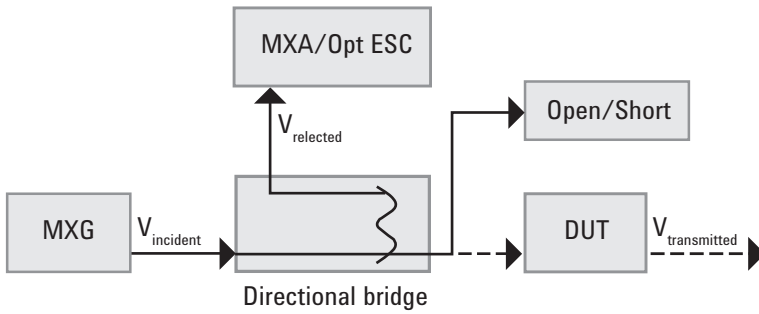 MXA/Opt ESC
Open/Short
V relected
MXG
V incident
DUT
V transmitted
Directional bridge